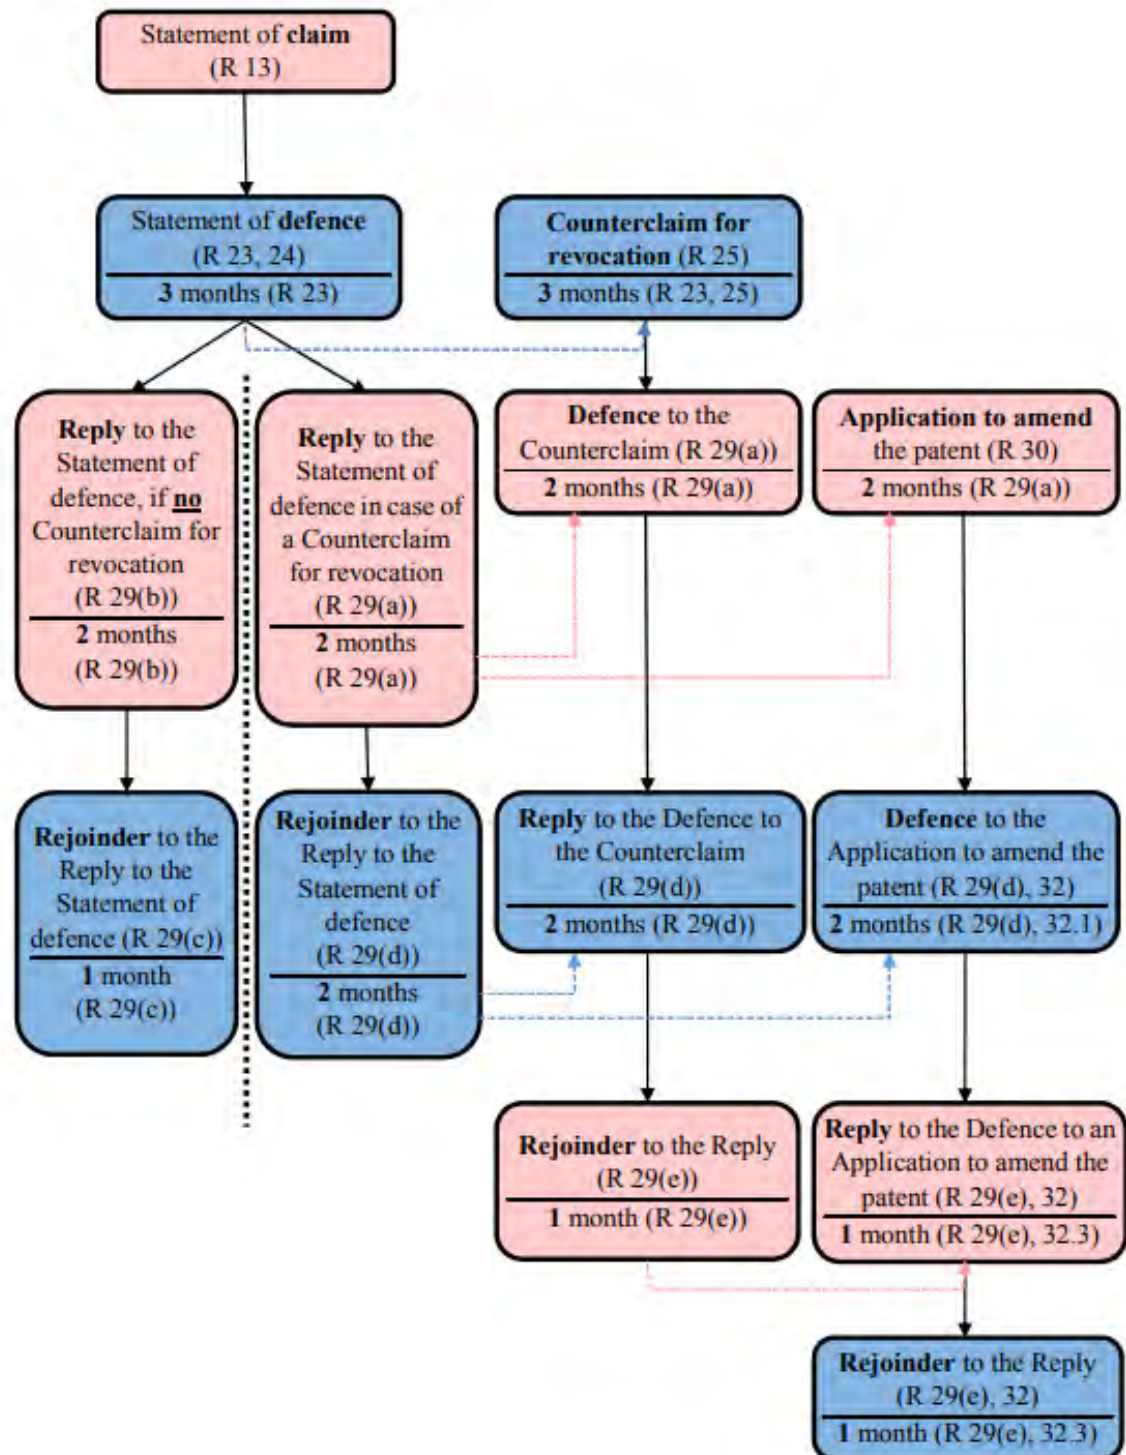 Statement of claim
(R 13)
Statement of defence
(R 23, 24)
3 months (R 23)
Counterclaim for
revocation (R 25)
3 months (R 23, 25)
Reply to the
Statement of
defence, if no
Counterclaim for
revocation
(R 29(b))
2 months
(R 29(b))
Reply to the
Statement of
defence in case of
a Counterclaim
for revocation
(R 29(a))
2 months
(R 29(a))
Defence to the
Counterclaim (R 29(a))
2 months (R 29(a))
Application to amend
the patent (R 30)
2 months (R 29(a))
Rejoinder to the
Reply to the
Statement of
defence (R 29(c))
1 month
(R 29(c))
Rejoinder to the
Reply to the
Statement of
defence
(R 29(d))
2 months
(R 29(d))
Reply to the Defence to
the Counterclaim
(R 29(d))
2 months (R 29(d))
Defence to the
Application to amend the
patent (R 29(d), 32)
2 months (R 29(d), 32.1)
Rejoinder to the Reply
(R 29(e))
1 month (R 29(e))
Reply to the Defence to an
Application to amend the
patent (R 29(e), 32)
1 month (R 29(e), 32.3)
Rejoinder to the Reply
(R 29(e), 32)
1 month (R 29(e), 32.3)